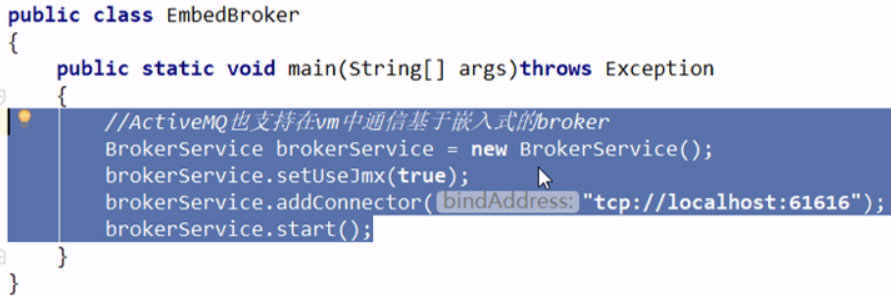 public class EmbedBroker
{
    public static void main(String[] args)throws Exception
    {
        //ActiveMQ也支持在vm中通信基于嵌入式的broker
        BrokerService brokerService = new BrokerService();
        brokerService.setUseJmx(true);
        brokerService.addConnector( bindAddress: "tcp://localhost:61616");
        brokerService.start();
    }
}